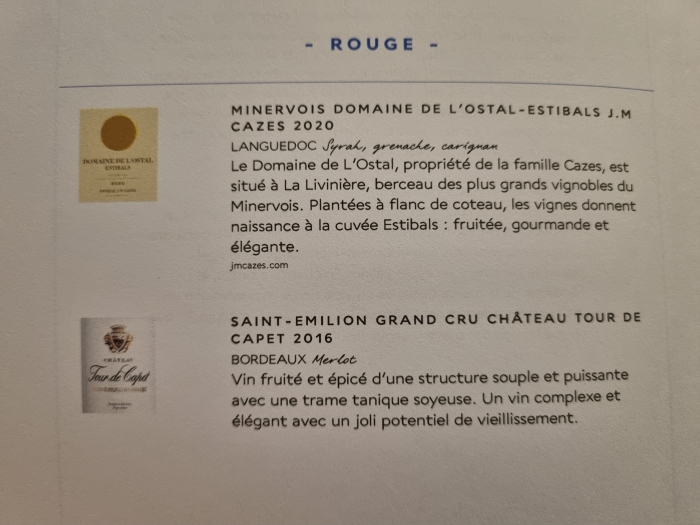 - ROUGE -
MINERVOIS DOMAINE DE L'OSTAL-ESTIBALS J.M
CAZES 2020
LANGUEDOC Syrah, grenache, carignan
Le Domaine de L'Ostal, propriété de la famille Cazes, est
situé à La Livinière, berceau des plus grands vignobles du
Minervois. Plantées à flanc de coteau, les vignes donnent
naissance à la cuvée Estibals : fruitée, gourmande et
élégante.
jmcazes.com
DOMAINE DE L'OSTAL
ESTIBALS
SAINT-EMILION GRAND CRU CHÂTEAU TOUR DE
CAPET 2016
BORDEAUX Merlot
Vin fruité et épicé d'une structure souple et puissante
avec une trame tanique soyeuse. Un vin complexe et
élégant avec un joli potentiel de vieillissement.
CHÂTEAU
Tour de Capet